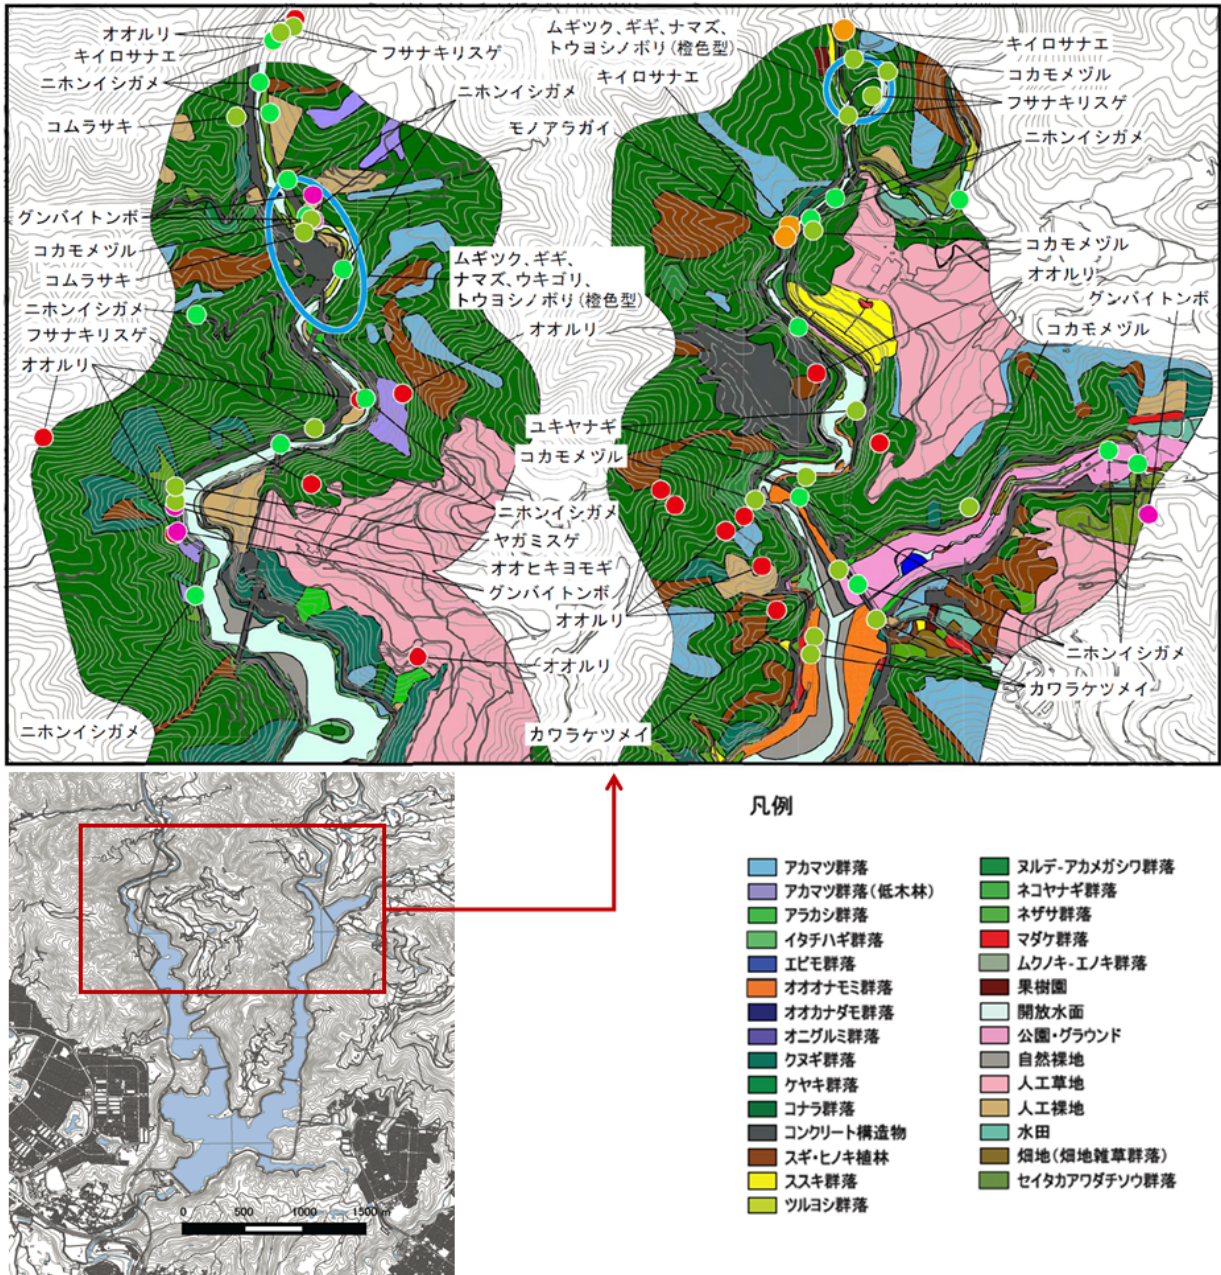 オオルリ
キイロサナエ
ニホンイシガメ
コムラサキ
フサナキリスゲ
ニホンイシガメ
グンバイトンボ
コカモメヅル
コムラサキ
ニホンイシガメ
フサナキリスゲ
オオルリ
ムギツク、ギギ、
ナマズ、ウキゴリ、
トウヨシノボリ(橙色型)
オオルリ
ニホンイシガメ
ヤガミスゲ
オオヒキヨモギ
グンバイトンボ
オオルリ
オオルリ
ニホンイシガメ
ムギツク、ギギ、ナマズ、
トウヨシノボリ(橙色型)
キイロサナエ
モノアラガイ
キイロサナエ
コカモメヅル
フサナキリスゲ
ニホンイシガメ
コカモメヅル
オオルリ
グンバイトンボ
コカモメヅル
ユキヤナギ
コカモメヅル
ニホンイシガメ
カワラケツメイ
カワラケツメイ
0 500 1000 1500 m
凡例
アカマツ群落
アカマツ群落(低木林)
アラカシ群落
イタチハギ群落
エビモ群落
オオオナモミ群落
オオカナダモ群落
オニグルミ群落
クヌギ群落
ケヤキ群落
コナラ群落
コンクリート構造物
スギ・ヒノキ植林
ススキ群落
ツルヨシ群落
ヌルデ-アカメガシワ群落
ネコヤナギ群落
ネザサ群落
マダケ群落
ムクノキ-エノキ群落
果樹園
開放水面
公園・グラウンド
自然裸地
人工草地
人工裸地
水田
畑地(畑地雑草群落)
セイタカアワダチソウ群落